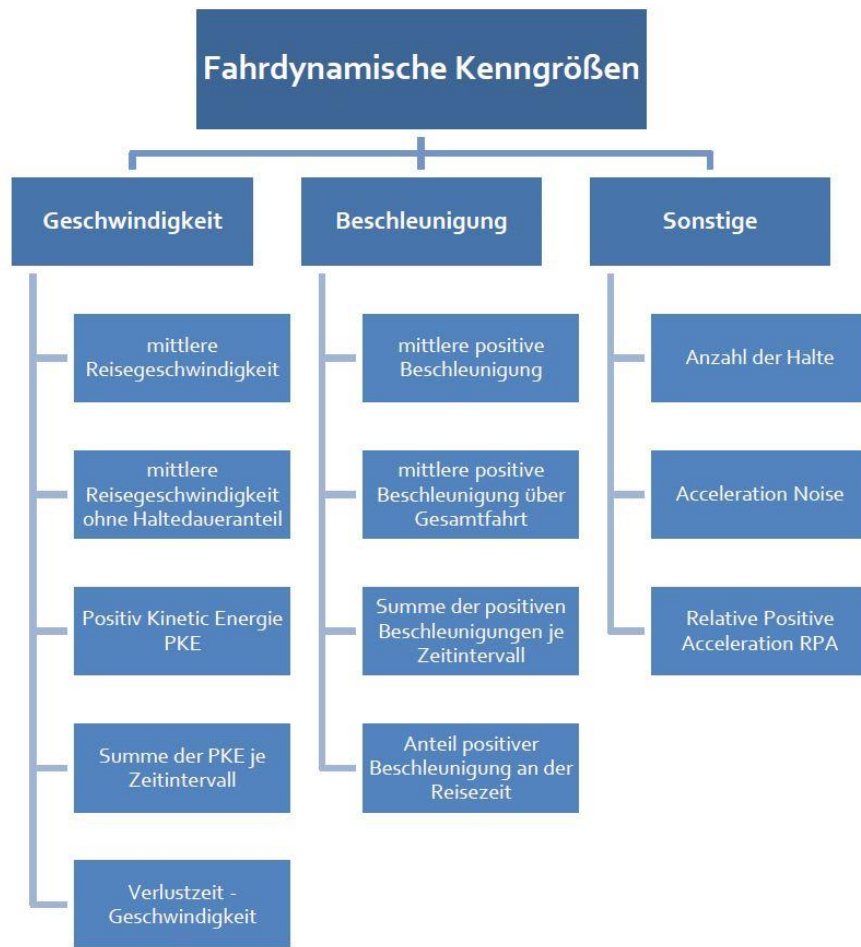 Fahrdynamische Kenngrößen
Geschwindigkeit
mittlere
Reisegeschwindigkeit
mittlere
Reisegeschwindigkeit
ohne Haltedaueranteil
Positiv Kinetic Energie
PKE
Summe der PKE je
Zeitintervall
Verlustzeit -
Geschwindigkeit
Beschleunigung
mittlere positive
Beschleunigung
mittlere positive
Beschleunigung über
Gesamtfahrt
Summe der positiven
Beschleunigungen je
Zeitintervall
Anteil positiver
Beschleunigung an der
Reisezeit
Sonstige
Anzahl der Halte
Acceleration Noise
Relative Positive
Acceleration RPA